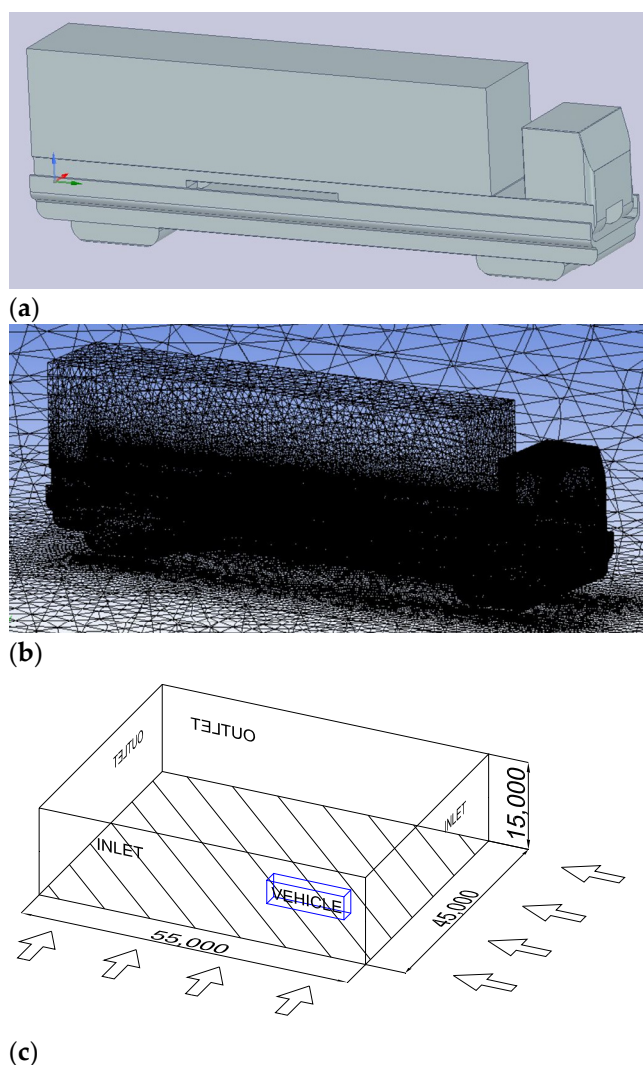 (a)
(b)
OUTLET
OUTLET
INLET
INLET
VEHICLE
15,000
45,000
55,000
(c)